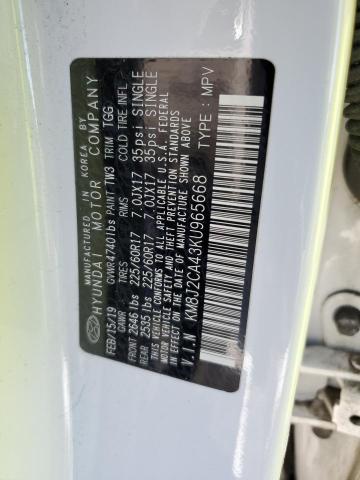 MANUFACTURED IN KOREA BY
HYUNDAI MOTOR COMPANY
FEB/15/19 GVWR4740lbs PAINT TW3 TRIM TGG
GAWR TIRES RIMS COLD TIRE INFL.
FRONT 2646 lbs 225/60R17 7.0JX17 35psi SINGLE
REAR 2535 lbs 225/60R17 7.0JX17 35psi SINGLE
THIS VEHICLE CONFORMS TO ALL APPLICABLE FEDERAL
MOTOR VEHICLE SAFETY AND THEFT PREVENTION STANDARDS
IN EFFECT ON THE DATE OF MANUFACTURE SHOWN ABOVE.
V.I.N KM8J2CA43KU965668 TYPE : MPV